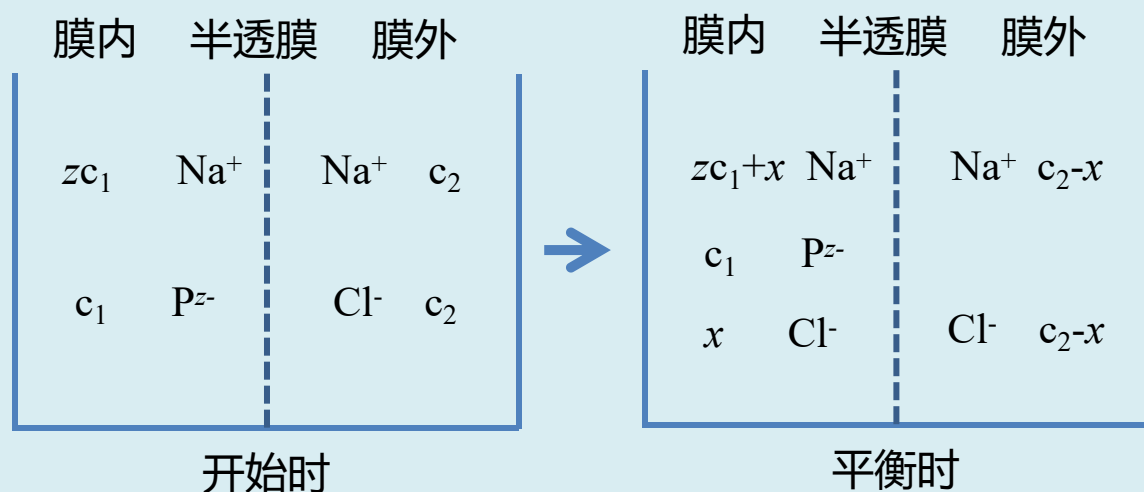 膜内 半透膜 膜外
zc₁ Na⁺ Na⁺ c₂
c₁ Pᶻ⁻ Cl⁻ c₂
开始时
膜内 半透膜 膜外
zc₁+x Na⁺ Na⁺ c₂-x
c₁ Pᶻ⁻
x Cl⁻ Cl⁻ c₂-x
平衡时